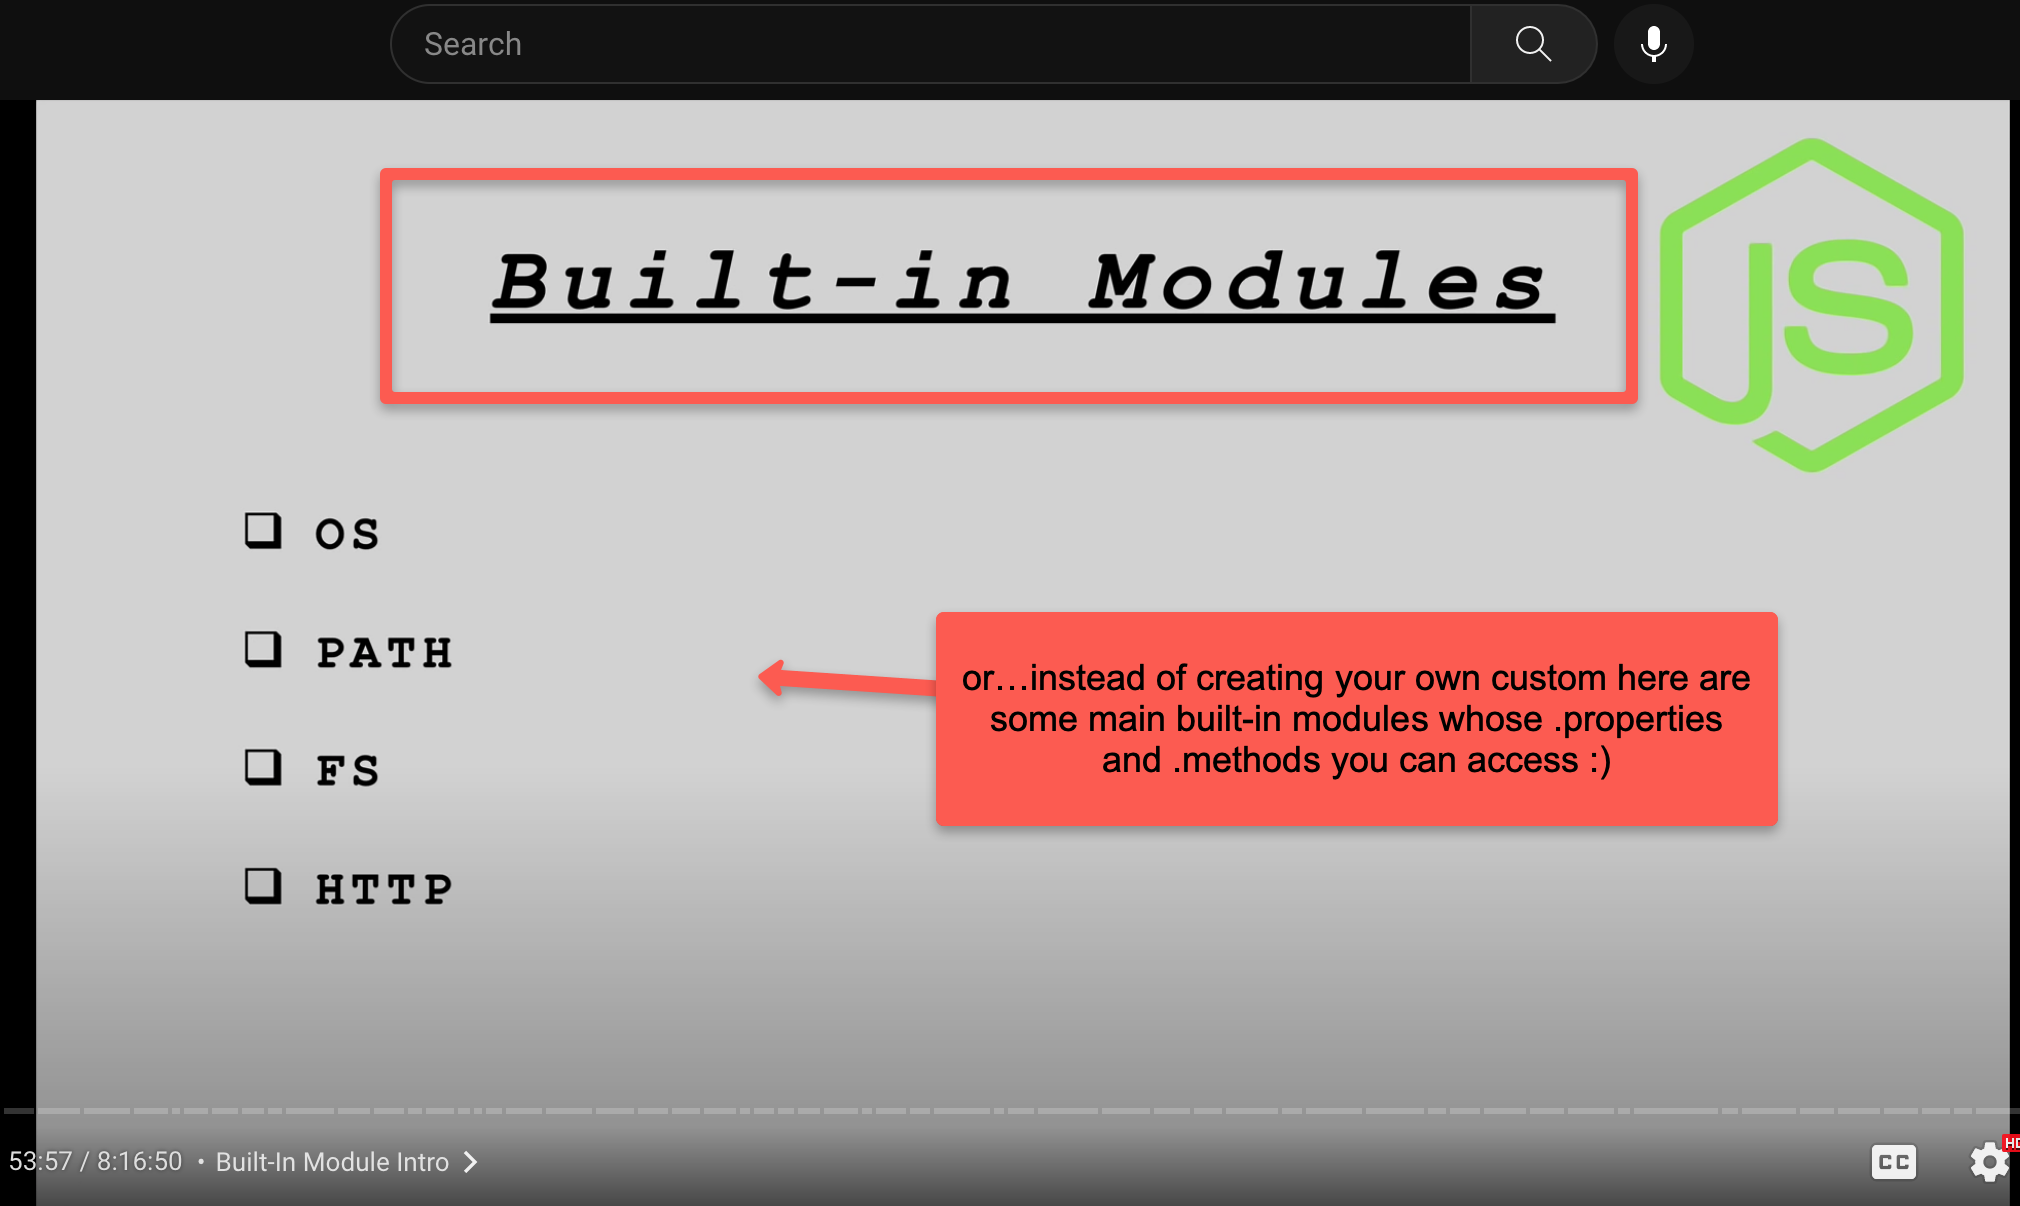 Search
Built-in Modules
JS
OS
PATH
FS
HTTP
or...instead of creating your own custom here are
some main built-in modules whose .properties
and .methods you can access :)
53:57 / 8:16:50 • Built-In Module Intro
CC
HD